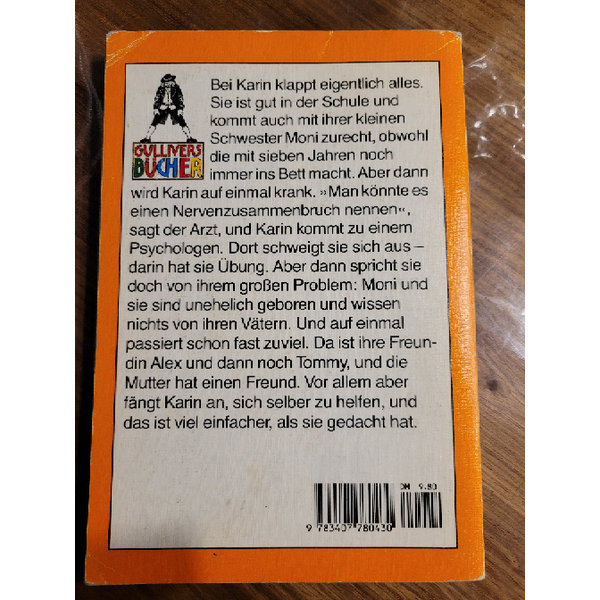 Bei Karin klappt eigentlich alles.
Sie ist gut in der Schule und
kommt auch mit ihrer kleinen
Schwester Moni zurecht, obwohl
die mit sieben Jahren noch
immer ins Bett macht. Aber dann
GULLIVERS
BÜCHER
wird Karin auf einmal krank. »Man könnte es
einen Nervenzusammenbruch nennen«,
sagt der Arzt, und Karin kommt zu einem
Psychologen. Dort schweigt sie sich aus –
darin hat sie Übung. Aber dann spricht sie
doch von ihrem großen Problem: Moni und
sie sind unehelich geboren und wissen
nichts von ihren Vätern. Und auf einmal
passiert schon fast zuviel. Da ist ihre Freun-
din Alex und dann noch Tommy, und die
Mutter hat einen Freund. Vor allem aber
fängt Karin an, sich selber zu helfen, und
das ist viel einfacher, als sie gedacht hat.
DM 9.80
9 783407 780430